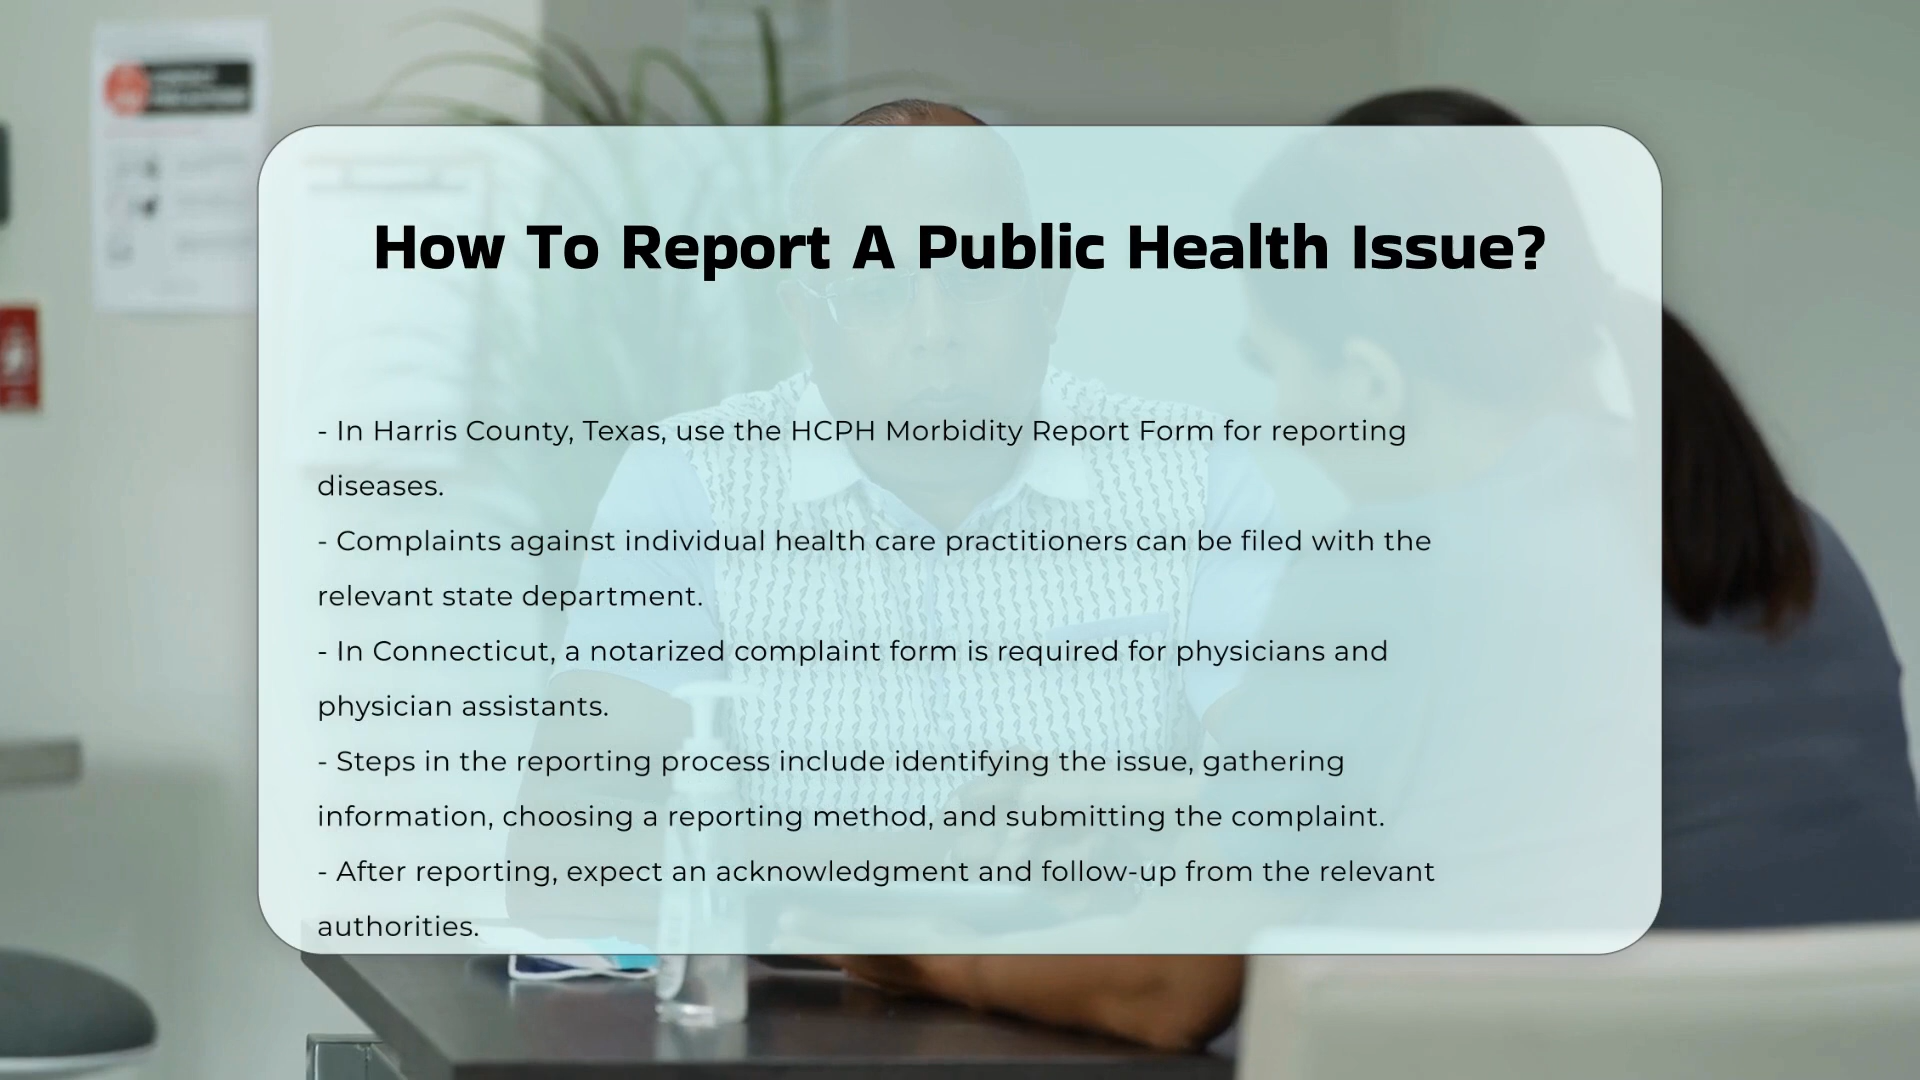 How To Report A Public Health Issue?
- In Harris County, Texas, use the HCPH Morbidity Report Form for reporting
diseases.
- Complaints against individual health care practitioners can be filed with the
relevant state department.
- In Connecticut, a notarized complaint form is required for physicians and
physician assistants.
- Steps in the reporting process include identifying the issue, gathering
information, choosing a reporting method, and submitting the complaint.
- After reporting, expect an acknowledgment and follow-up from the relevant
authorities.